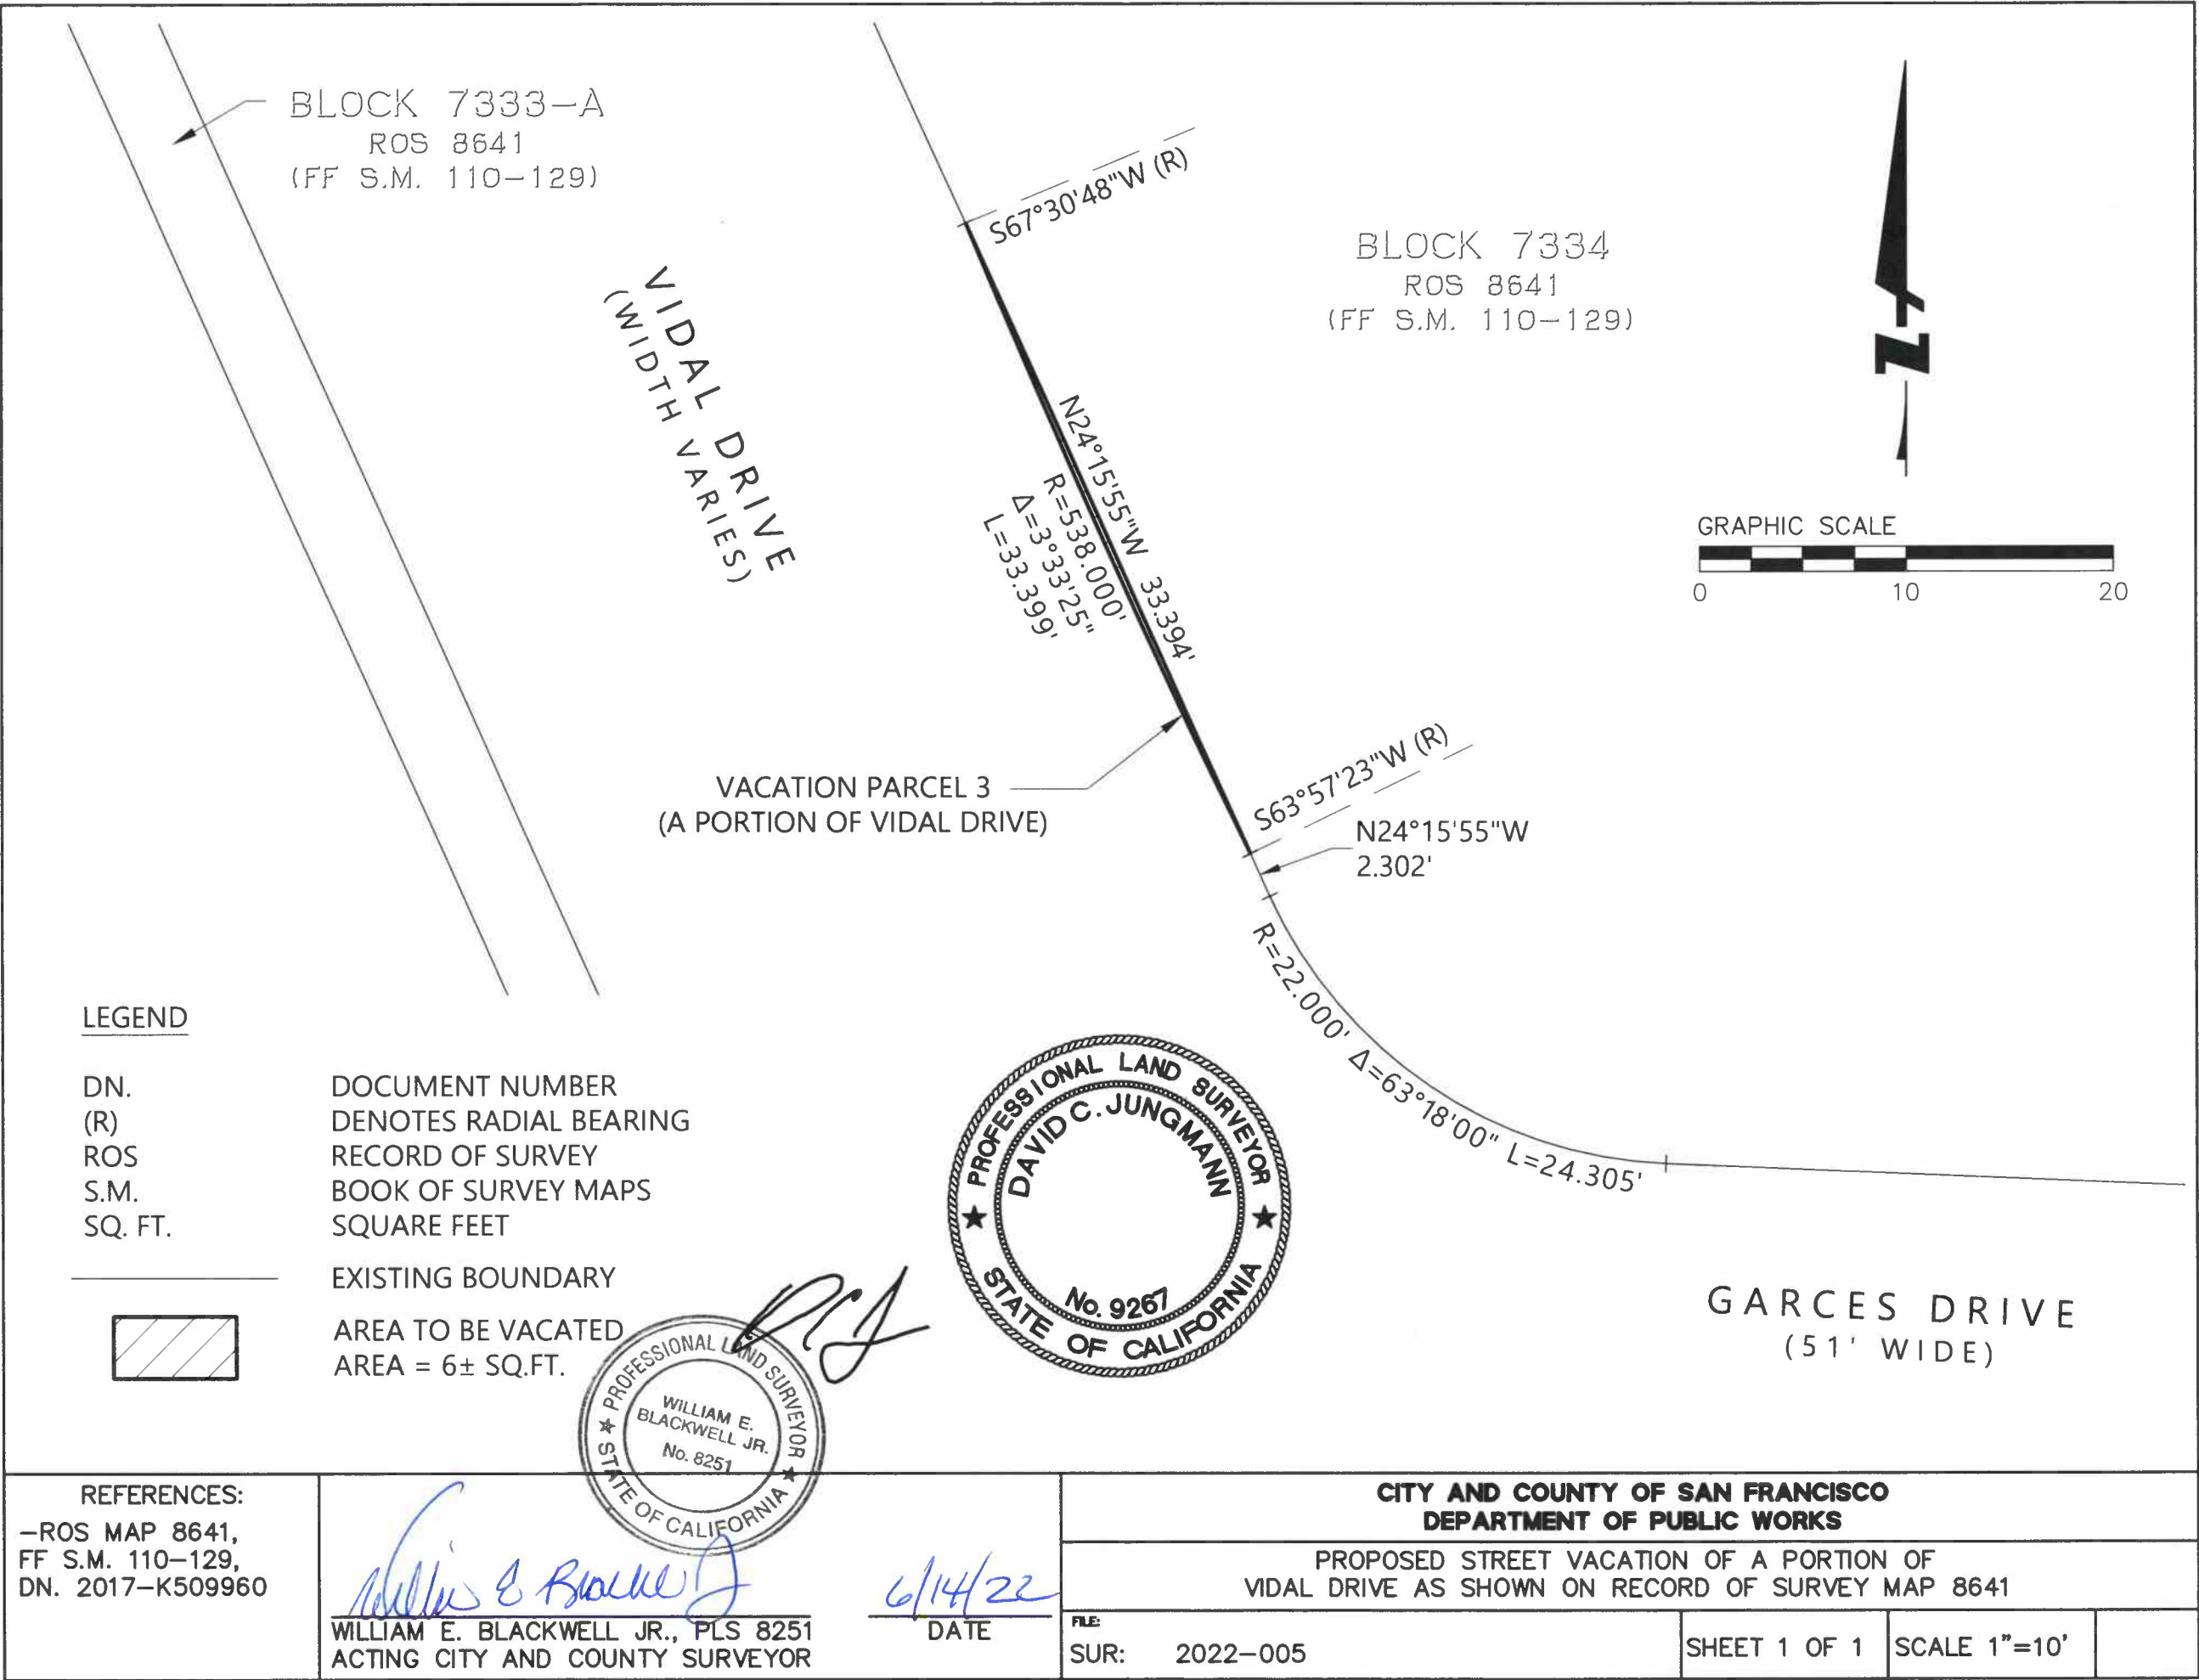 BLOCK 7333-A
ROS 8641
(FF S.M. 110-129)
S67°30'48"W (R)
BLOCK 7334
ROS 8641
(FF S.M. 110-129)
VIDAL DRIVE
(WIDTH VARIES)
N24°15'55"W 33.394'
R=538.000'
Δ=3°33'25"
L=33.399'
N
GRAPHIC SCALE
0 10 20
VACATION PARCEL 3
(A PORTION OF VIDAL DRIVE)
S63°57'23"W (R)
N24°15'55"W
2.302'
R=22.000' Δ=63°18'00" L=24.305'
GARCES DRIVE
(51' WIDE)
LEGEND
DN. DOCUMENT NUMBER
(R) DENOTES RADIAL BEARING
ROS RECORD OF SURVEY
S.M. BOOK OF SURVEY MAPS
SQ. FT. SQUARE FEET
EXISTING BOUNDARY
AREA TO BE VACATED
AREA = 6± SQ.FT.
PROFESSIONAL LAND SURVEYOR
DAVID C. JUNGMANN
No. 9267
STATE OF CALIFORNIA
PROFESSIONAL LAND SURVEYOR
WILLIAM E.
BLACKWELL JR.
No. 8251
STATE OF CALIFORNIA
REFERENCES:
-ROS MAP 8641,
FF S.M. 110-129,
DN. 2017-K509960
6/14/22
WILLIAM E. BLACKWELL JR., PLS 8251
ACTING CITY AND COUNTY SURVEYOR
DATE
CITY AND COUNTY OF SAN FRANCISCO
DEPARTMENT OF PUBLIC WORKS
PROPOSED STREET VACATION OF A PORTION OF
VIDAL DRIVE AS SHOWN ON RECORD OF SURVEY MAP 8641
FILE:
SUR: 2022-005
SHEET 1 OF 1
SCALE 1"=10'